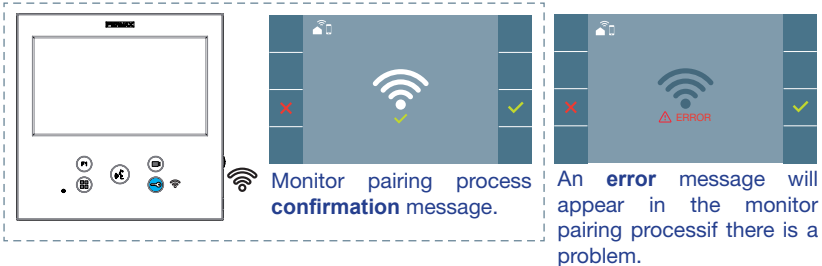 FERMAX
F1
ERROR
Monitor pairing process
confirmation message.
An error message will
appear in the monitor
pairing processif there is a
problem.